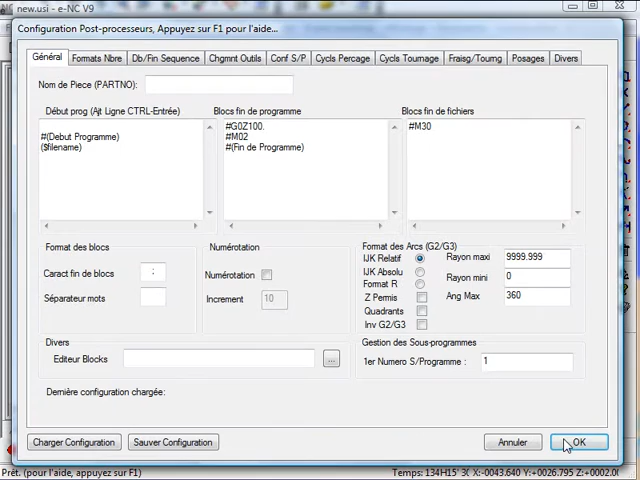 new.usi - e-NC V9
Configuration Post-processeurs, Appuyez sur F1 pour l'aide...
Général Formats Nbre Db/Fin Sequence Chgmnt Outils Conf S/P Cycls Percage Cycls Tournage Fraisg/Tourng Posages Divers
Nom de Piece (PARTNO):
Début prog (Ajt Ligne CTRL-Entrée) Blocs fin de programme Blocs fin de fichiers
#G0Z100. #M30
#(Debut Programme) #M02
($filename) #(Fin de Programme)
Format des blocs Numérotation Format des Arcs (G2/G3)
IJK Relatif Rayon maxi 9999.999
Caract fin de blocs ; Numérotation IJK Absolu Rayon mini 0
Format R
Séparateur mots Increment 10 Z Permis Ang Max 360
Quadrants
Inv G2/G3
Divers Gestion des Sous-programmes
Editeur Blocks ... 1er Numero S/Programme : 1
Dernière configuration chargée:
Charger Configuration Sauver Configuration Annuler OK
Prêt. (pour l'aide, appuyez sur F1) Temps: 134H15' 30 X-0043.640 Y+0026.795 Z+0002.00